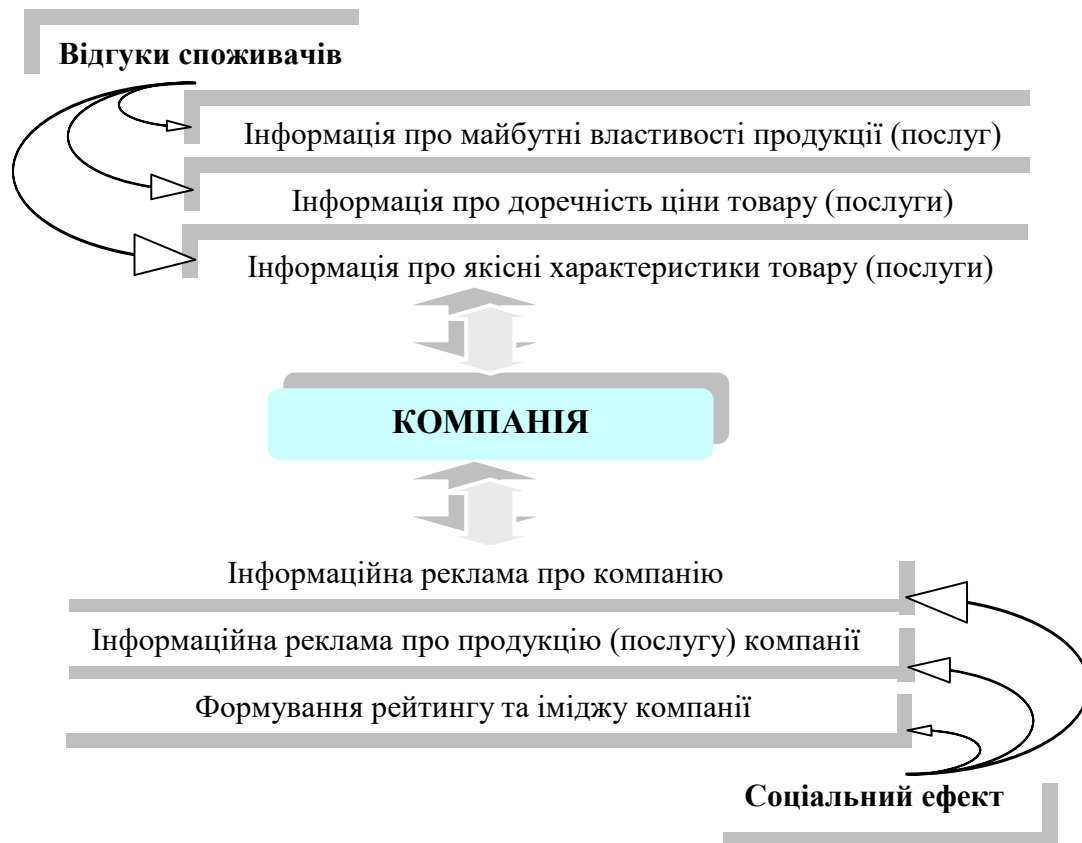 Відгуки споживачів
Інформація про майбутні властивості продукції (послуг)
Інформація про доречність ціни товару (послуги)
Інформація про якісні характеристики товару (послуги)
КОМПАНІЯ
Інформаційна реклама про компанію
Інформаційна реклама про продукцію (послугу) компанії
Формування рейтингу та іміджу компанії
Соціальний ефект